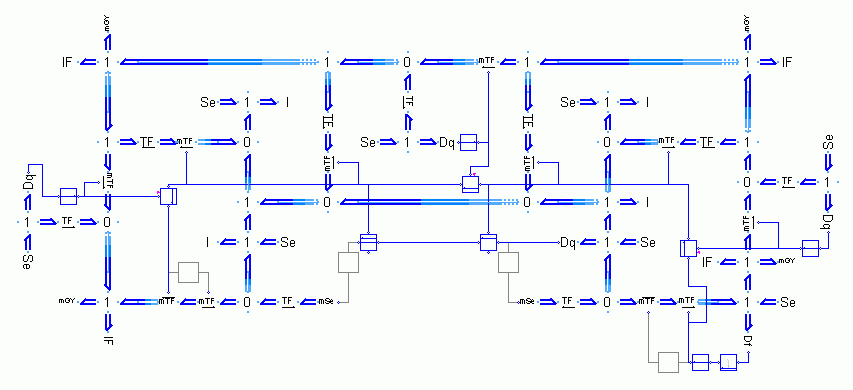 mGY mGY
IF 1 1 0 mTF 1 1 IF
Se 1 I TF Se 1 I
1 TF mTF 0 TF Se 1 Dq TF 0 mTF TF 1 Se
Dq mTF mTF mTF 0 TF 1
1 TF 0 1 0 0 1 I mTF Dq
Se I 1 Se Dq 1 Se
IF 1 mGY
mGY 1 mTF mTF 0 TF mSe mSe TF 0 mTF mTF 1 Se
IF Df